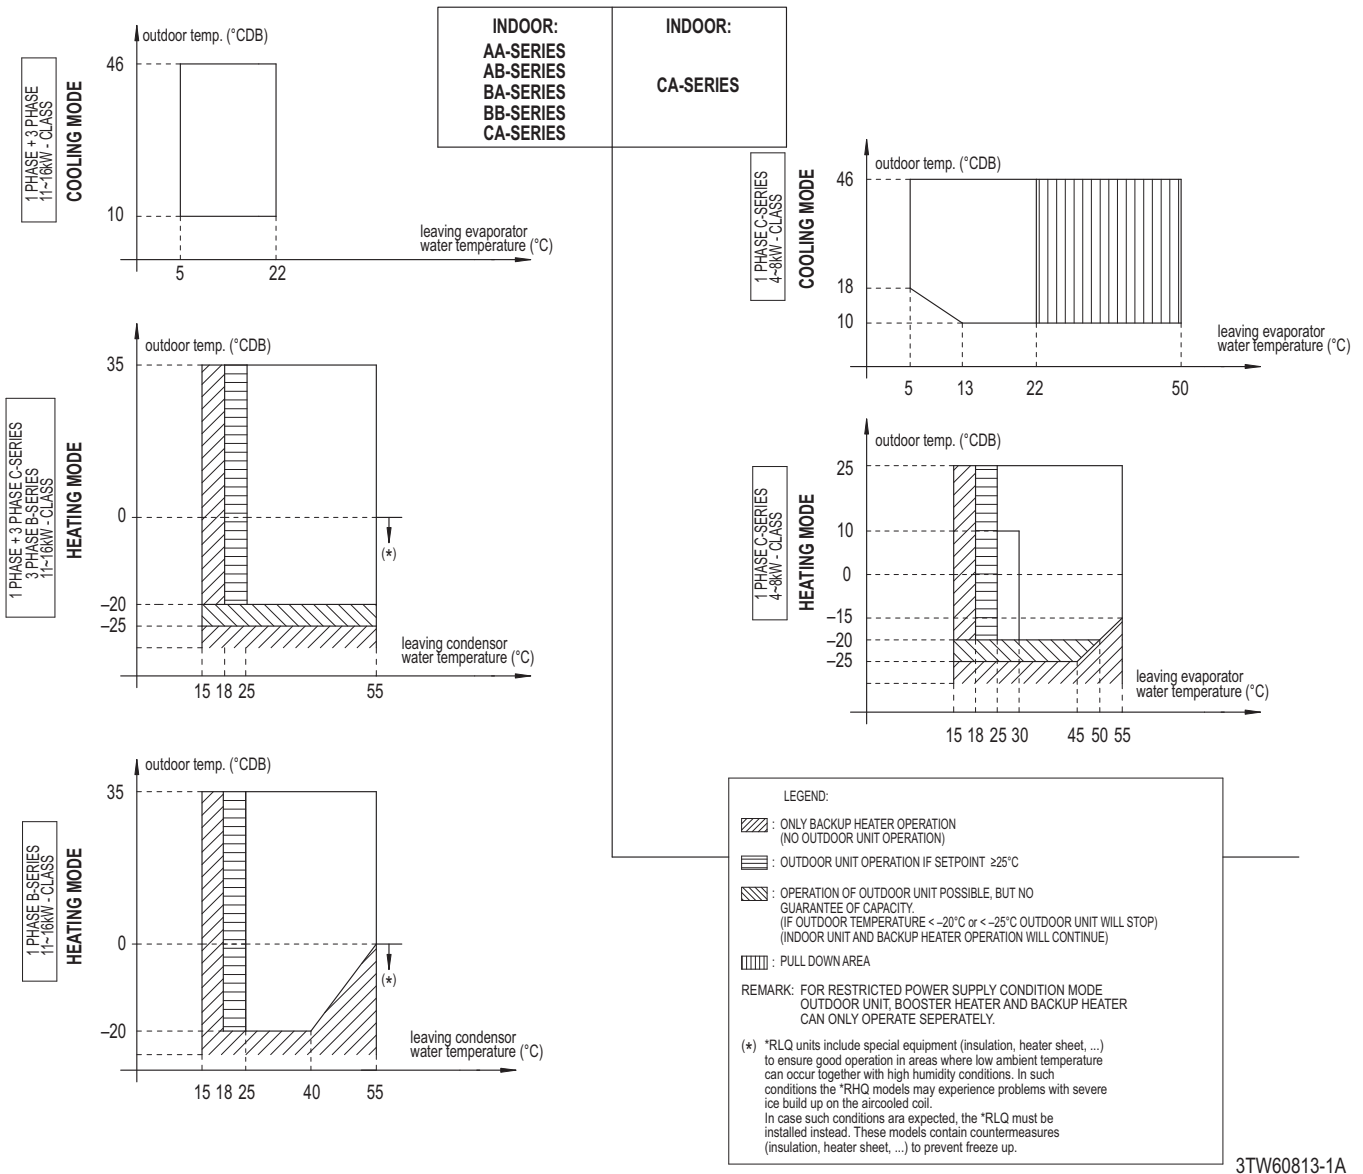 INDOOR:
AA-SERIES
AB-SERIES
BA-SERIES
BB-SERIES
CA-SERIES
INDOOR:
CA-SERIES
1 PHASE + 3 PHASE
11~16kW - CLASS
COOLING MODE
outdoor temp. (°CDB)
46
10
5 22
leaving evaporator
water temperature (°C)
1 PHASE + 3 PHASE C-SERIES
3 PHASE B-SERIES
11~16kW - CLASS
HEATING MODE
outdoor temp. (°CDB)
35
0
(*)
–20
–25
leaving condensor
water temperature (°C)
15 18 25 55
1 PHASE B-SERIES
11~16kW - CLASS
HEATING MODE
outdoor temp. (°CDB)
35
0
(*)
–20
leaving condensor
water temperature (°C)
15 18 25 40 55
1 PHASE C-SERIES
4~8kW - CLASS
COOLING MODE
outdoor temp. (°CDB)
46
18
10
leaving evaporator
water temperature (°C)
5 13 22 50
1 PHASE C-SERIES
4~8kW - CLASS
HEATING MODE
outdoor temp. (°CDB)
25
10
0
–15
–20
–25
leaving evaporator
water temperature (°C)
15 18 25 30 45 50 55
LEGEND:
: ONLY BACKUP HEATER OPERATION
(NO OUTDOOR UNIT OPERATION)
: OUTDOOR UNIT OPERATION IF SETPOINT ≥25°C
: OPERATION OF OUTDOOR UNIT POSSIBLE, BUT NO
GUARANTEE OF CAPACITY.
(IF OUTDOOR TEMPERATURE < –20°C or < –25°C OUTDOOR UNIT WILL STOP)
(INDOOR UNIT AND BACKUP HEATER OPERATION WILL CONTINUE)
: PULL DOWN AREA
REMARK: FOR RESTRICTED POWER SUPPLY CONDITION MODE
OUTDOOR UNIT, BOOSTER HEATER AND BACKUP HEATER
CAN ONLY OPERATE SEPERATELY.
(*) *RLQ units include special equipment (insulation, heater sheet, ...)
to ensure good operation in areas where low ambient temperature
can occur together with high humidity conditions. In such
conditions the *RHQ models may experience problems with severe
ice build up on the aircooled coil.
In case such conditions ara expected, the *RLQ must be
installed instead. These models contain countermeasures
(insulation, heater sheet, ...) to prevent freeze up.
3TW60813-1A